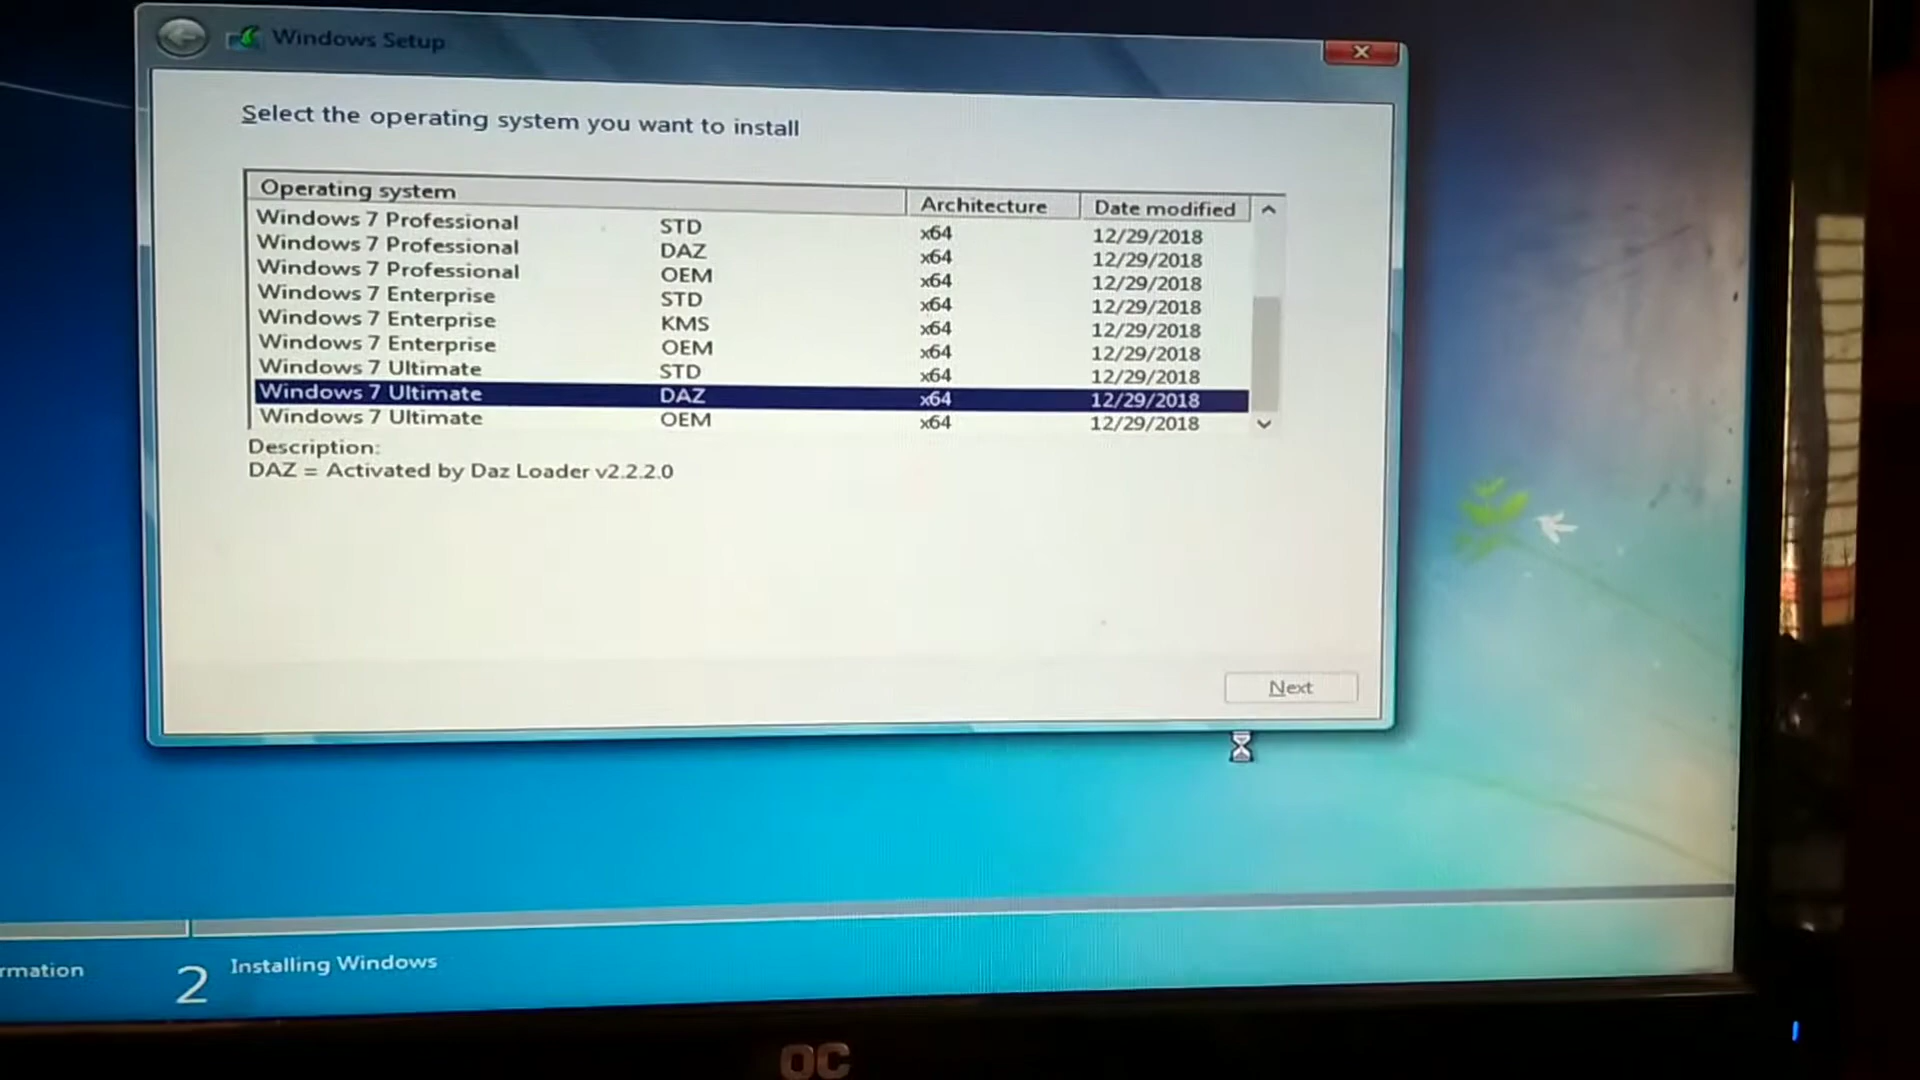 Windows Setup
Select the operating system you want to install
Operating system Architecture Date modified
Windows 7 Professional STD x64 12/29/2018
Windows 7 Professional DAZ x64 12/29/2018
Windows 7 Professional OEM x64 12/29/2018
Windows 7 Enterprise STD x64 12/29/2018
Windows 7 Enterprise KMS x64 12/29/2018
Windows 7 Enterprise OEM x64 12/29/2018
Windows 7 Ultimate STD x64 12/29/2018
Windows 7 Ultimate DAZ x64 12/29/2018
Windows 7 Ultimate OEM x64 12/29/2018
Description:
DAZ = Activated by Daz Loader v2.2.2.0
Next
rmation 2 Installing Windows
OC